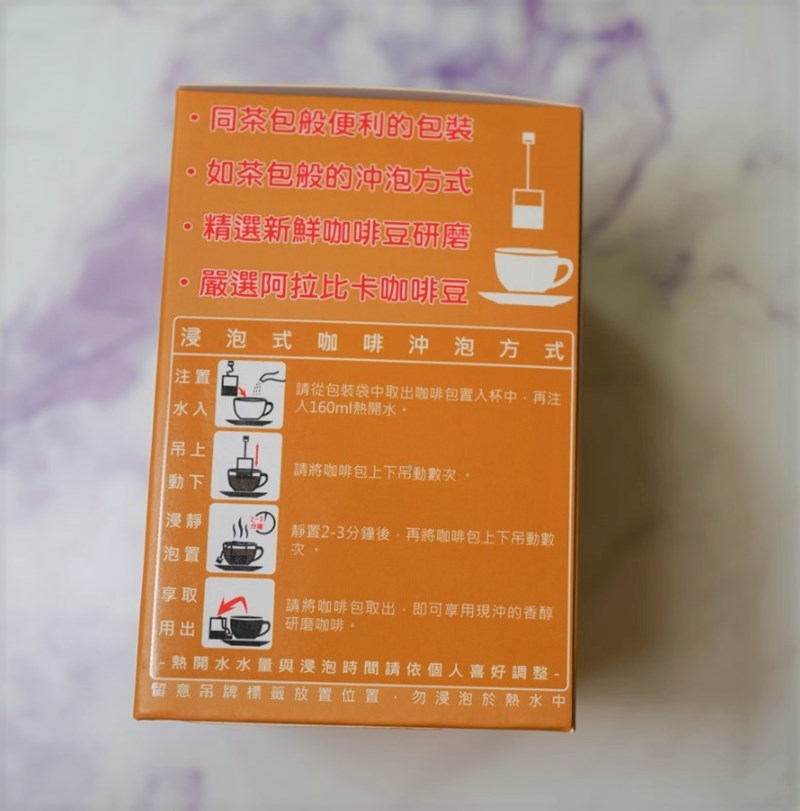 ・同茶包般便利的包裝
・如茶包般的沖泡方式
・精選新鮮咖啡豆研磨
・嚴選阿拉比卡咖啡豆
浸泡式咖啡沖泡方式
注置
水入
請從包裝袋中取出咖啡包置入杯中，再注
入160ml熱開水。
吊上
動下
請將咖啡包上下吊動數次。
浸靜
泡置
2-3
分鐘
靜置2-3分鐘後，再將咖啡包上下吊動數
次。
享取
用出
請將咖啡包取出，即可享用現沖的香醇
研磨咖啡。
-熱開水水量與浸泡時間請依個人喜好調整-
留意吊牌標籤放置位置，勿浸泡於熱水中